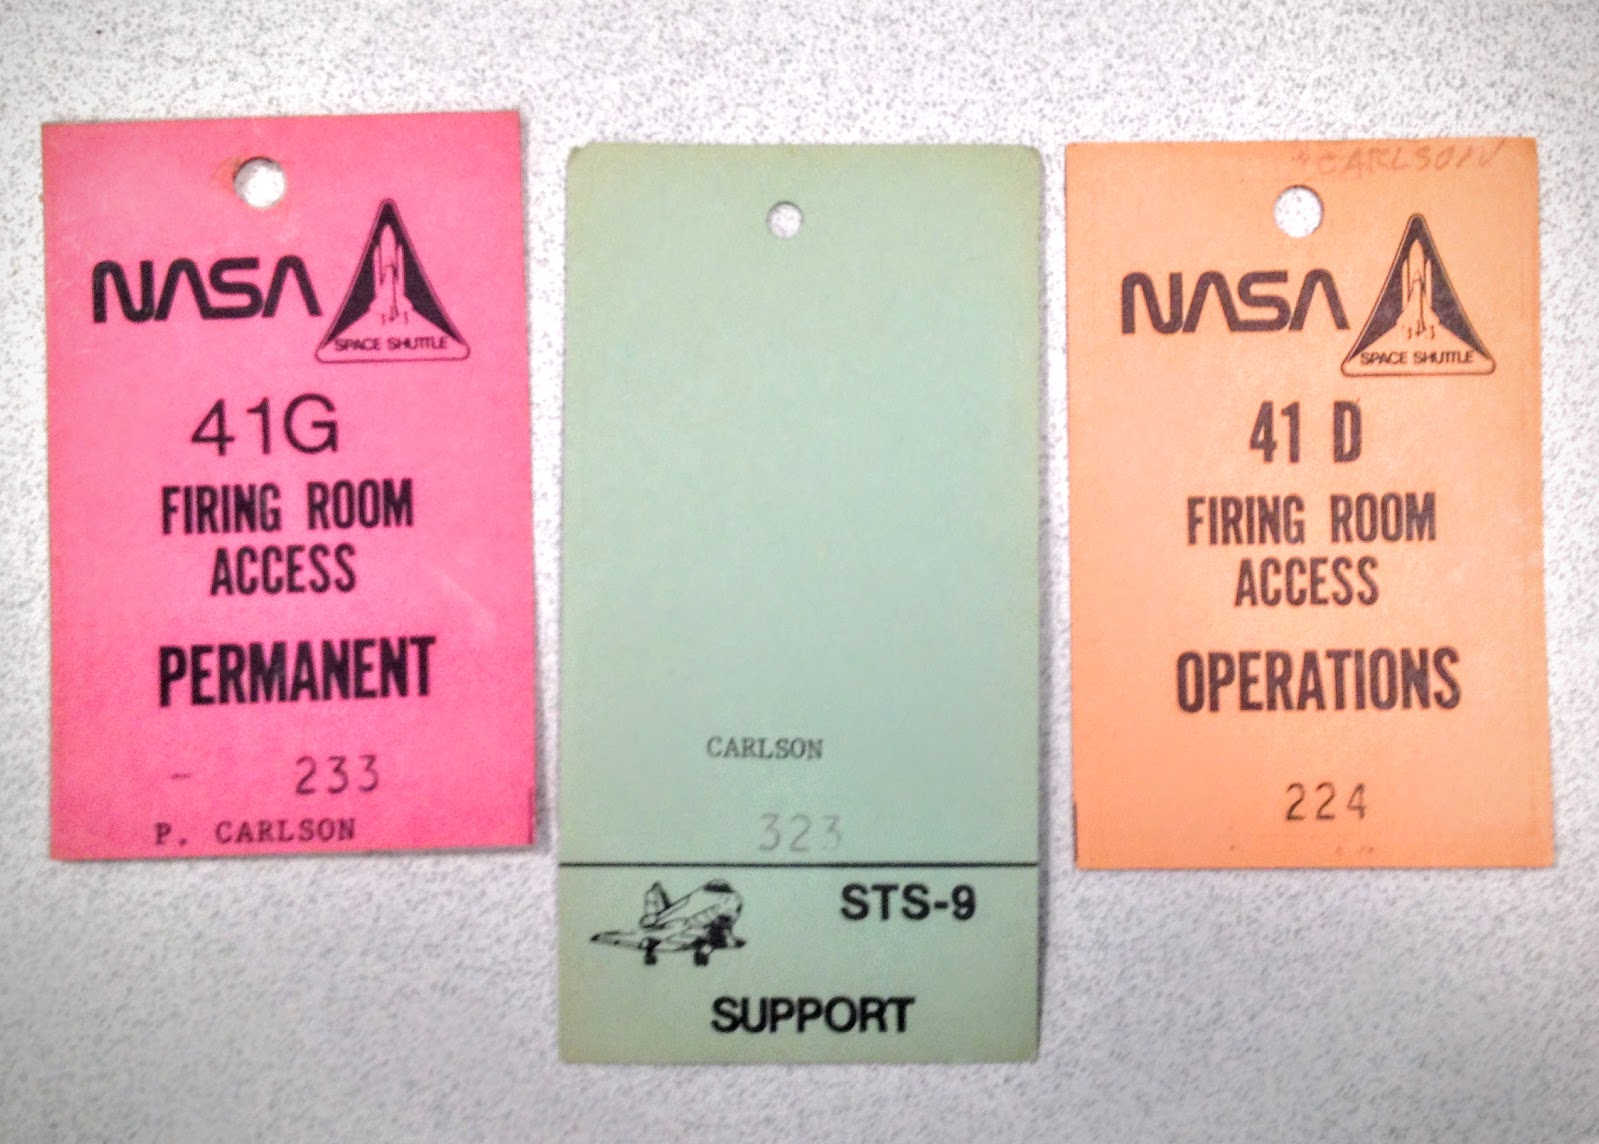 NASA
SPACE SHUTTLE
41G
FIRING ROOM
ACCESS
PERMANENT
- 233
P. CARLSON
CARLSON
323
STS-9
SUPPORT
CARLSON
NASA
SPACE SHUTTLE
41 D
FIRING ROOM
ACCESS
OPERATIONS
224